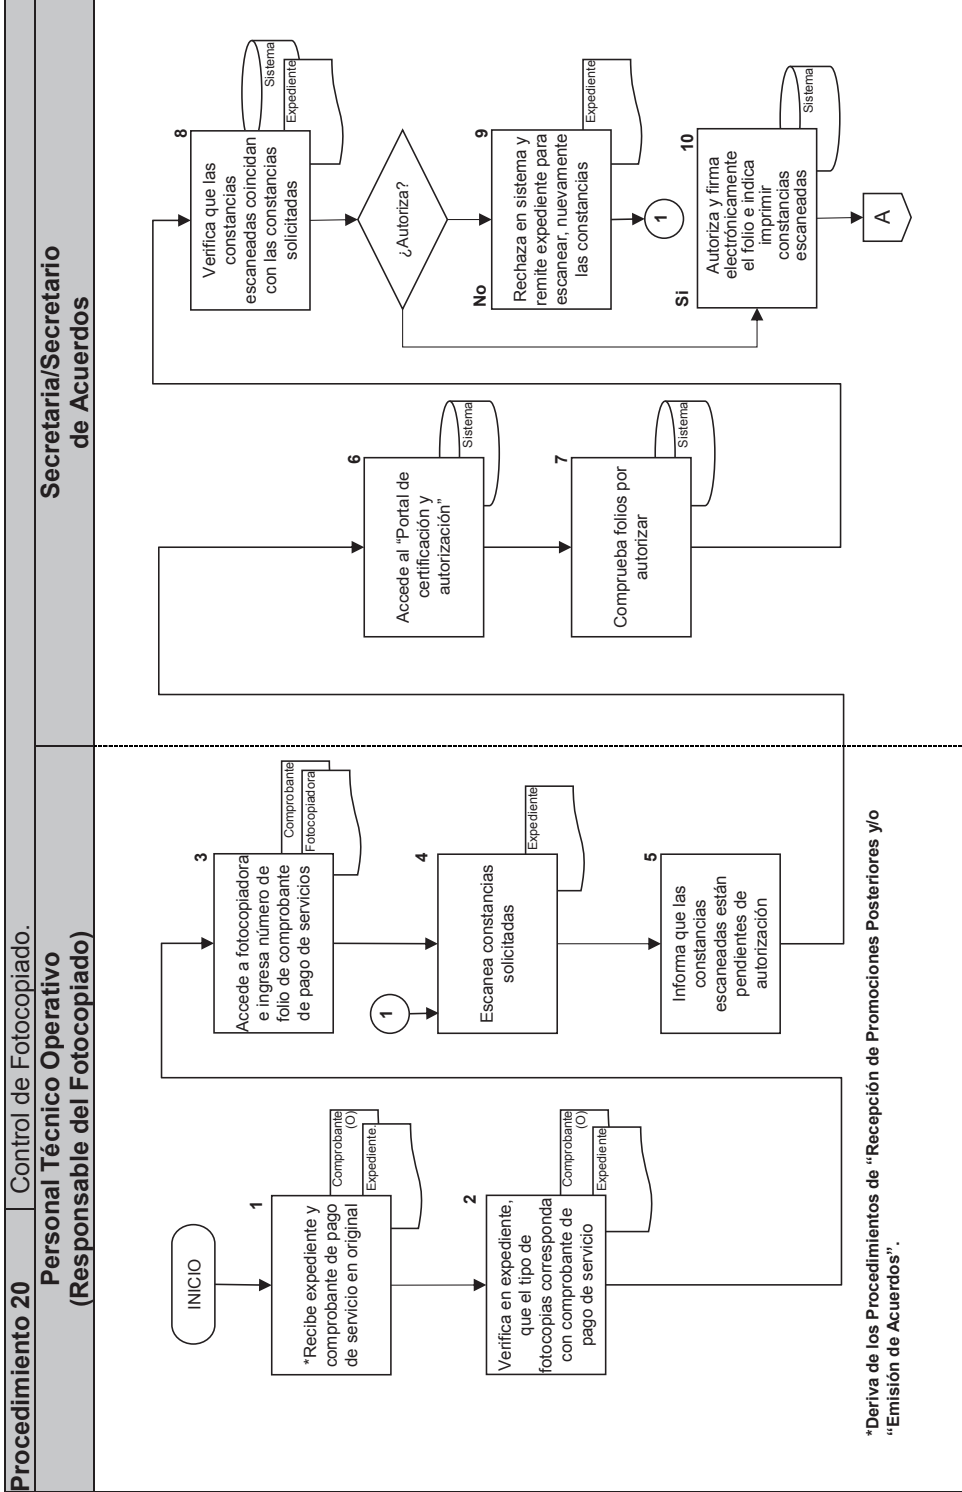 Procedimiento 20
Control de Fotocopiado.
Personal Técnico Operativo
(Responsable del Fotocopiado)
Secretaria/Secretario
de Acuerdos
INICIO
1
*Recibe expediente y
comprobante de pago
de servicio en original
Comprobante
(O)
Expediente.
2
Verifica en expediente,
que el tipo de
fotocopias corresponda
con comprobante de
pago de servicio
Comprobante
(O)
Expediente
3
Accede a fotocopiadora
e ingresa número de
folio de comprobante
de pago de servicios
Comprobante
Fotocopiadora
1
4
Escanea constancias
solicitadas
Expediente
5
Informa que las
constancias
escaneadas están
pendientes de
autorización
6
Accede al “Portal de
certificación y
autorización”
Sistema
7
Comprueba folios por
autorizar
Sistema
8
Verifica que las
constancias
escaneadas coincidan
con las constancias
solicitadas
Sistema
Expediente
¿Autoriza?
No
9
Rechaza en sistema y
remite expediente para
escanear, nuevamente
las constancias
Expediente
1
Si
10
Autoriza y firma
electrónicamente
el folio e indica
imprimir
constancias
escaneadas
Sistema
A
*Deriva de los Procedimientos de “Recepción de Promociones Posteriores y/o
“Emisión de Acuerdos”.